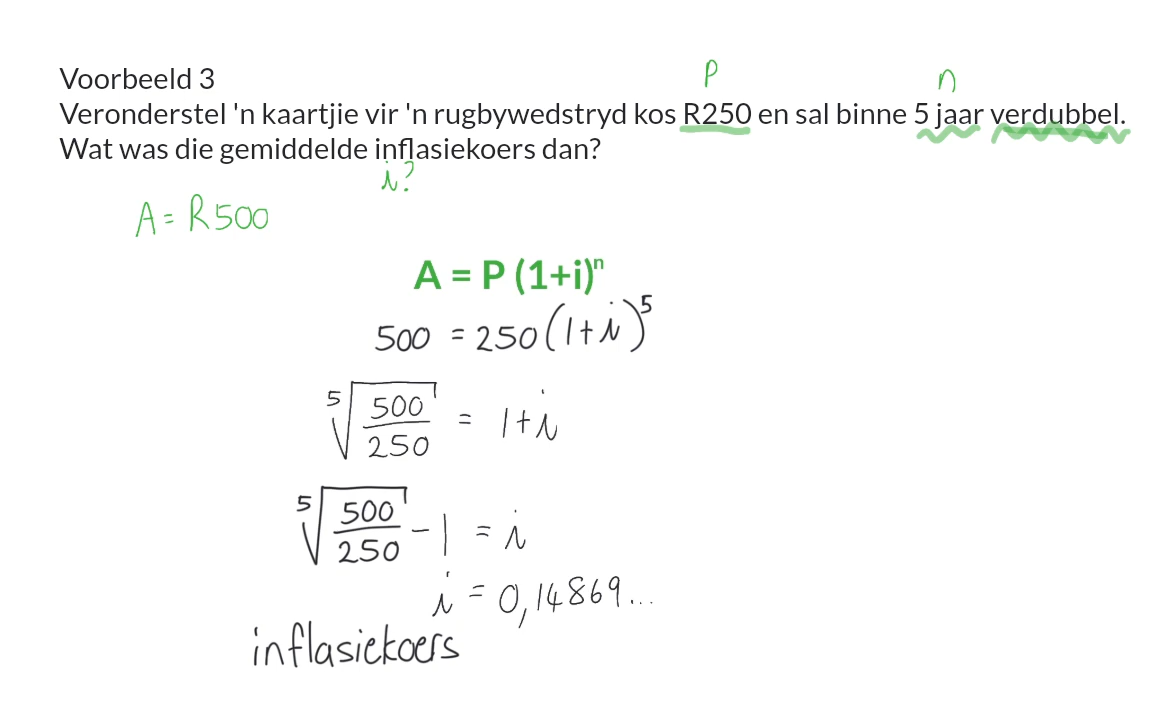 Voorbeeld 3
P n
Veronderstel 'n kaartjie vir 'n rugbywedstryd kos R250 en sal binne 5 jaar verdubbel.
Wat was die gemiddelde inflasiekoers dan?
i?
A = R500
A = P (1+i)ⁿ
500 = 250(1+i)⁵
⁵√(500/250) = 1+i
⁵√(500/250) - 1 = i
i = 0,14869...
inflasiekoers